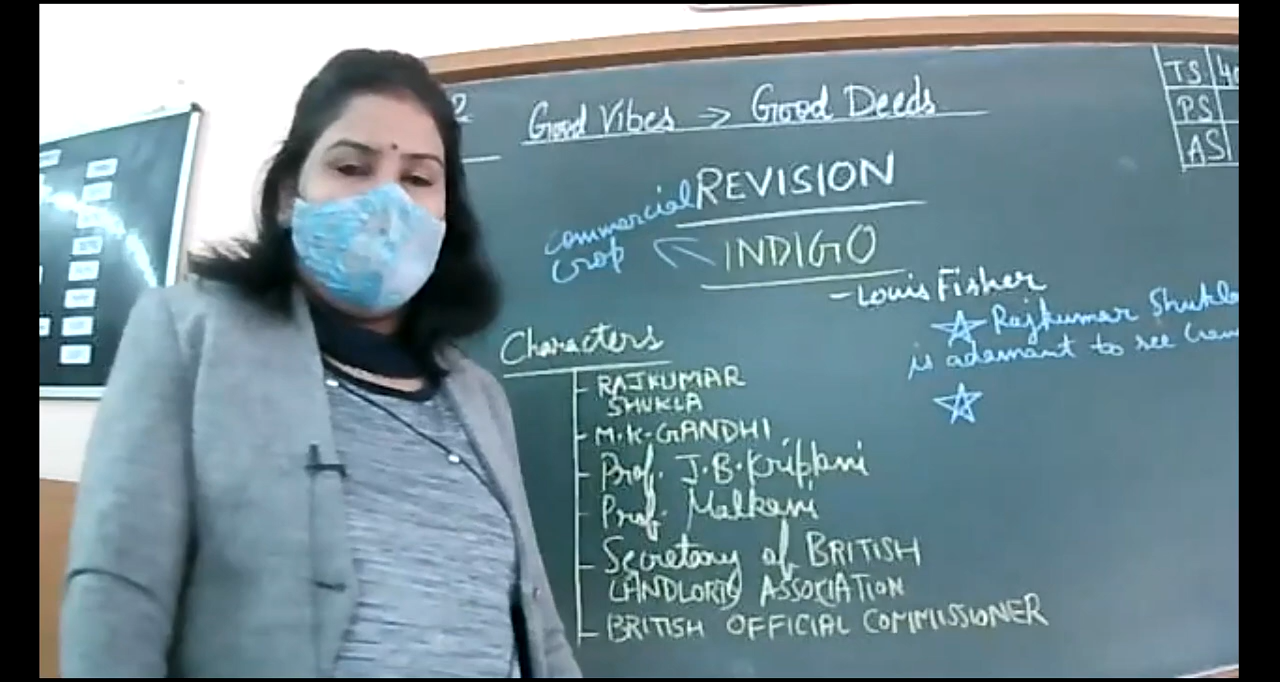 Good Vibes → Good Deeds
TS
PS
AS
REVISION
commercial
crop
INDIGO
-Louis Fisher
Rajkumar
is adamant to see
Characters
- RAJKUMAR
SHUKLA
- M.K. GANDHI
- Prof. J.B. Kriplani
- Prof. Malkani
- Secretary of BRITISH
LANDLORDS ASSOCIATION
- BRITISH OFFICIAL COMMISSIONER